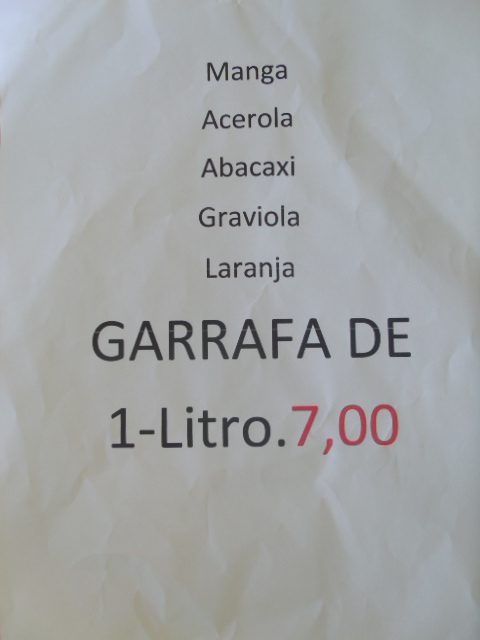 Manga
Acerola
Abacaxi
Graviola
Laranja
GARRAFA DE
1-Litro.7,00